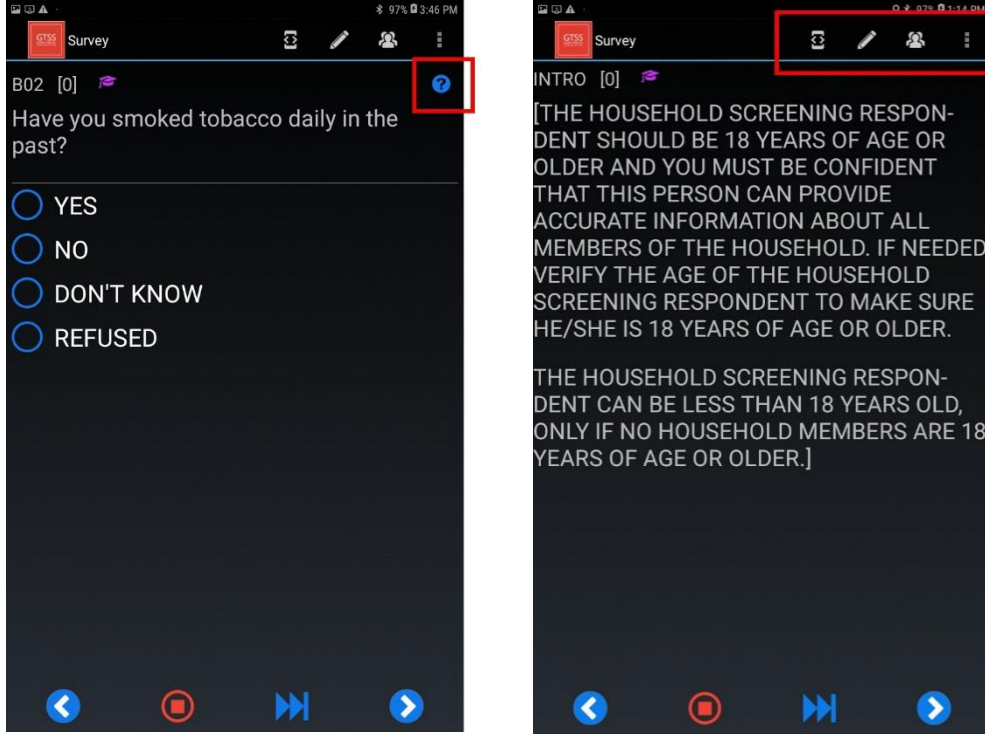 97% 3:46 PM
GTSS
Survey
B02 [0]
?
Have you smoked tobacco daily in the
past?
YES
NO
DON'T KNOW
REFUSED
97% 1:14 PM
GTSS
Survey
INTRO [0]
[THE HOUSEHOLD SCREENING RESPON-
DENT SHOULD BE 18 YEARS OF AGE OR
OLDER AND YOU MUST BE CONFIDENT
THAT THIS PERSON CAN PROVIDE
ACCURATE INFORMATION ABOUT ALL
MEMBERS OF THE HOUSEHOLD. IF NEEDED
VERIFY THE AGE OF THE HOUSEHOLD
SCREENING RESPONDENT TO MAKE SURE
HE/SHE IS 18 YEARS OF AGE OR OLDER.
THE HOUSEHOLD SCREENING RESPON-
DENT CAN BE LESS THAN 18 YEARS OLD,
ONLY IF NO HOUSEHOLD MEMBERS ARE 18
YEARS OF AGE OR OLDER.]